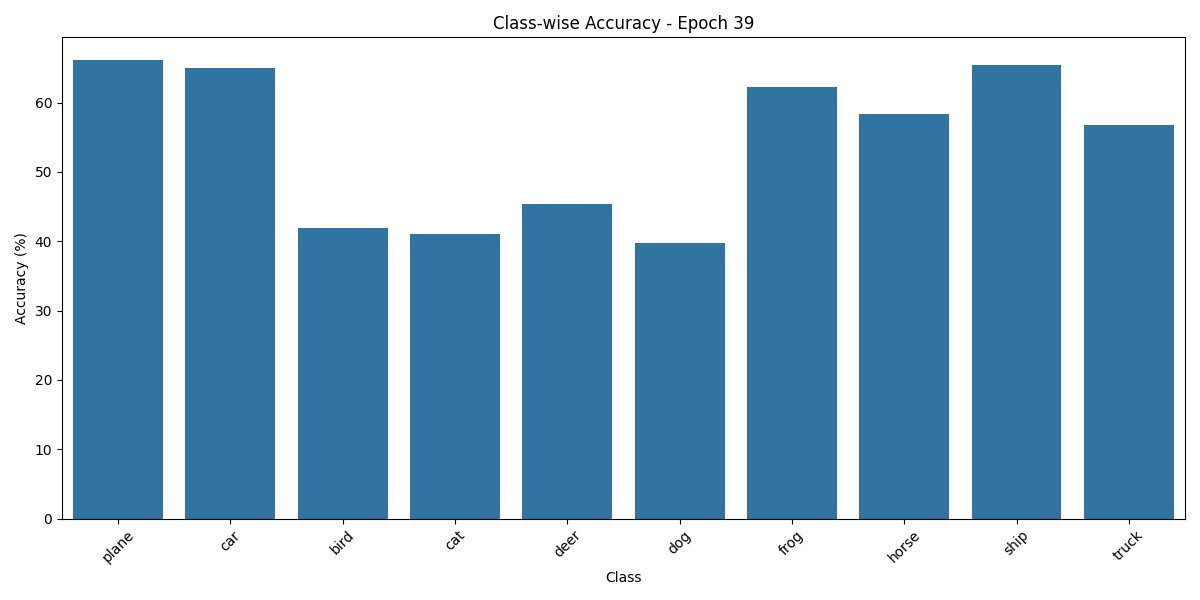 Class-wise Accuracy - Epoch 39
Accuracy (%)
60
50
40
30
20
10
0
plane
car
bird
cat
deer
dog
frog
horse
ship
truck
Class